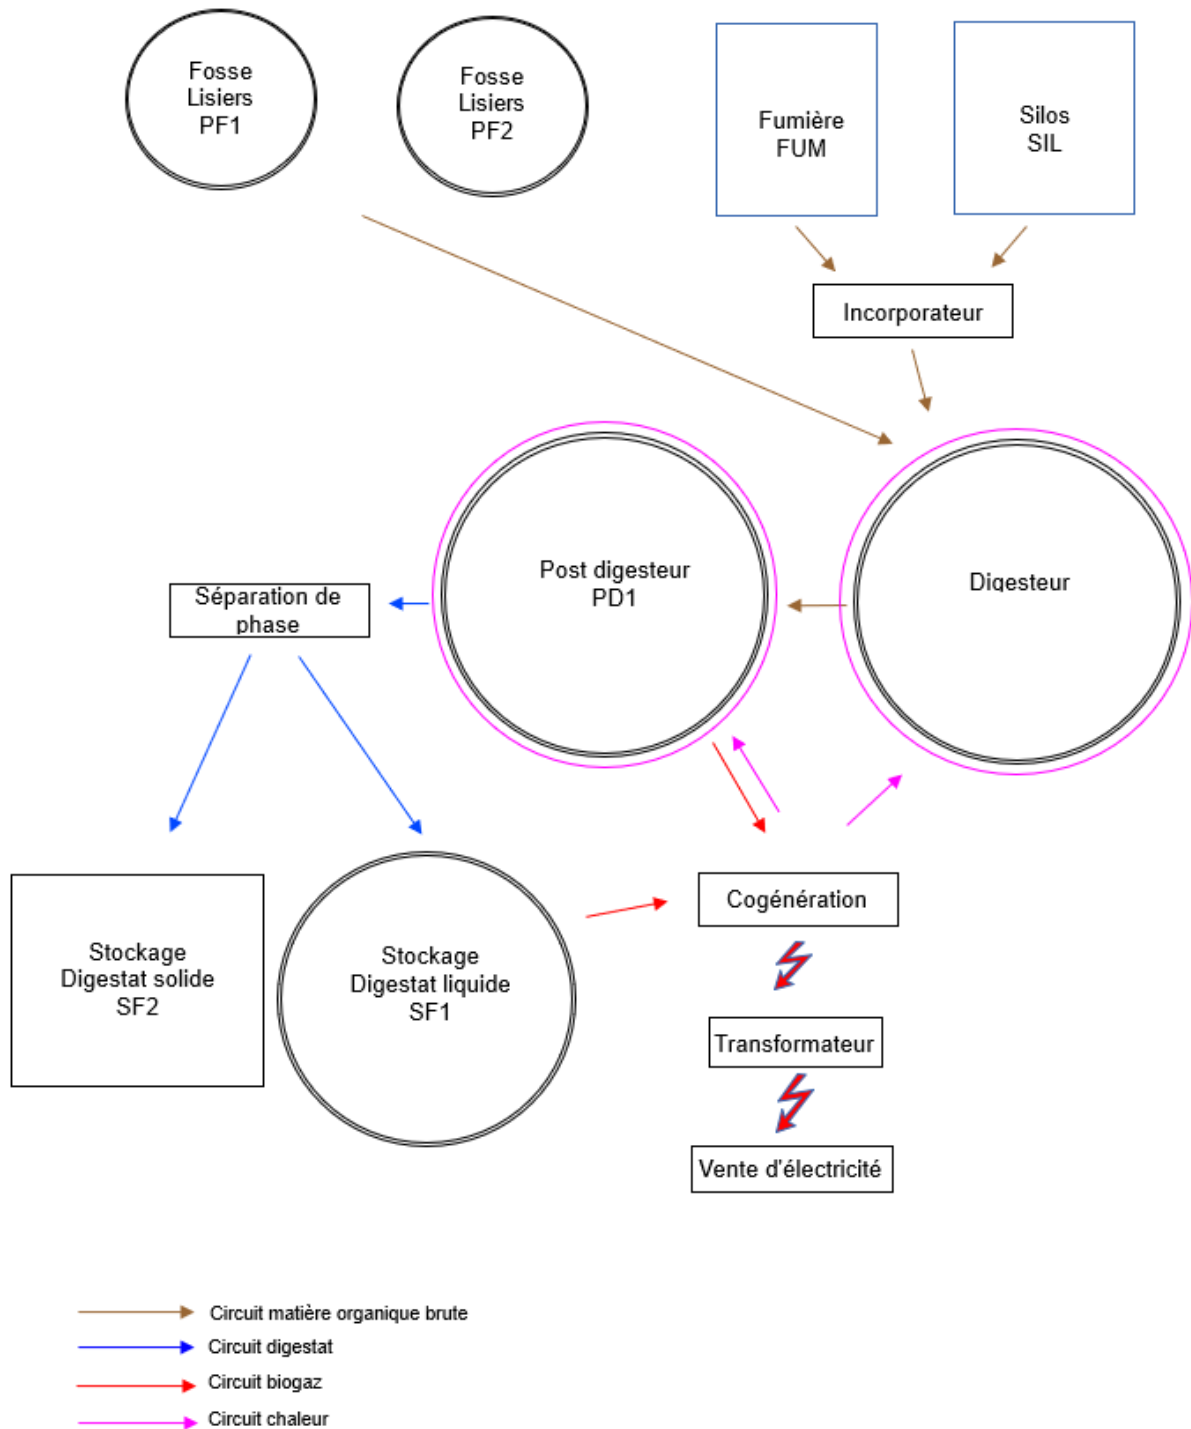 Fosse
Lisiers
PF1
Fosse
Lisiers
PF2
Fumière
FUM
Silos
SIL
Incorporateur
Post digesteur
PD1
Digesteur
Séparation de
phase
Cogénération
Stockage
Digestat solide
SF2
Stockage
Digestat liquide
SF1
Transformateur
Vente d'électricité
Circuit matière organique brute
Circuit digestat
Circuit biogaz
Circuit chaleur